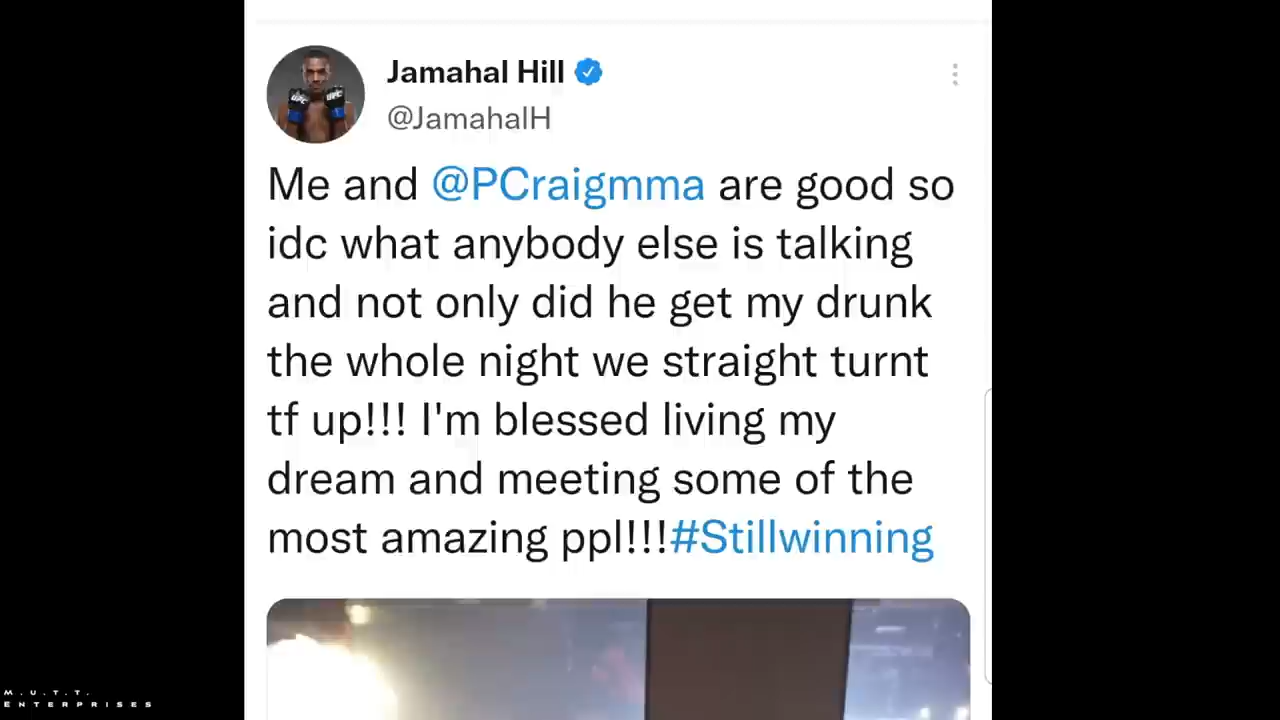 Jamahal Hill
@JamahalH
Me and @PCraigmma are good so
idc what anybody else is talking
and not only did he get my drunk
the whole night we straight turnt
tf up!!! I'm blessed living my
dream and meeting some of the
most amazing ppl!!!#Stillwinning
M.U.T.T.
ENTERPRISES